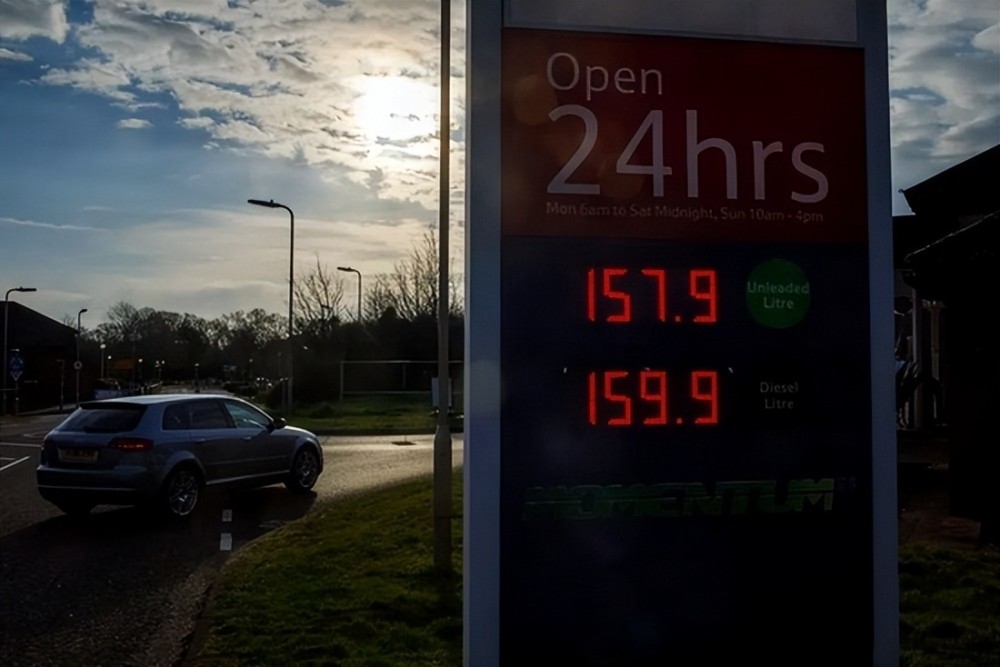 Open
24hrs
Mon 6am to Sat Midnight, Sun 10am - 4pm
157.9
Unleaded
Litre
159.9
Diesel
Litre
MOMENTUM